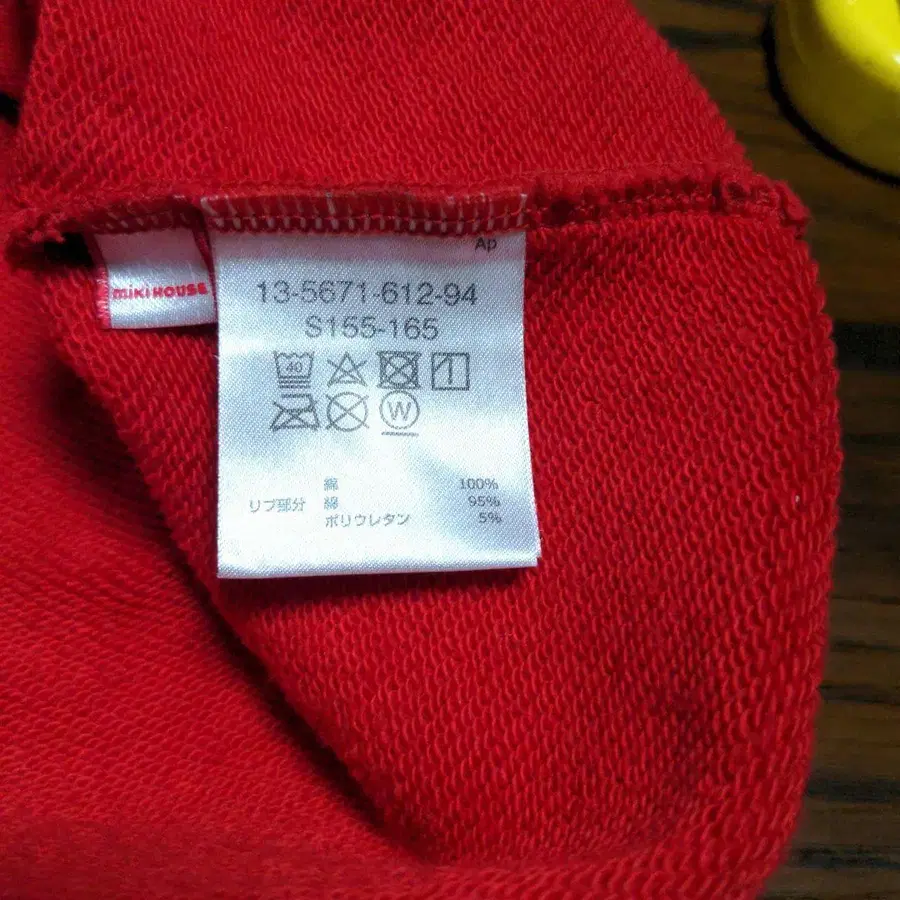 Ap
miKiHOUSE
13-5671-612-94
S155-165
40
W
綿 100%
リブ部分 綿 95%
ポリウレタン 5%